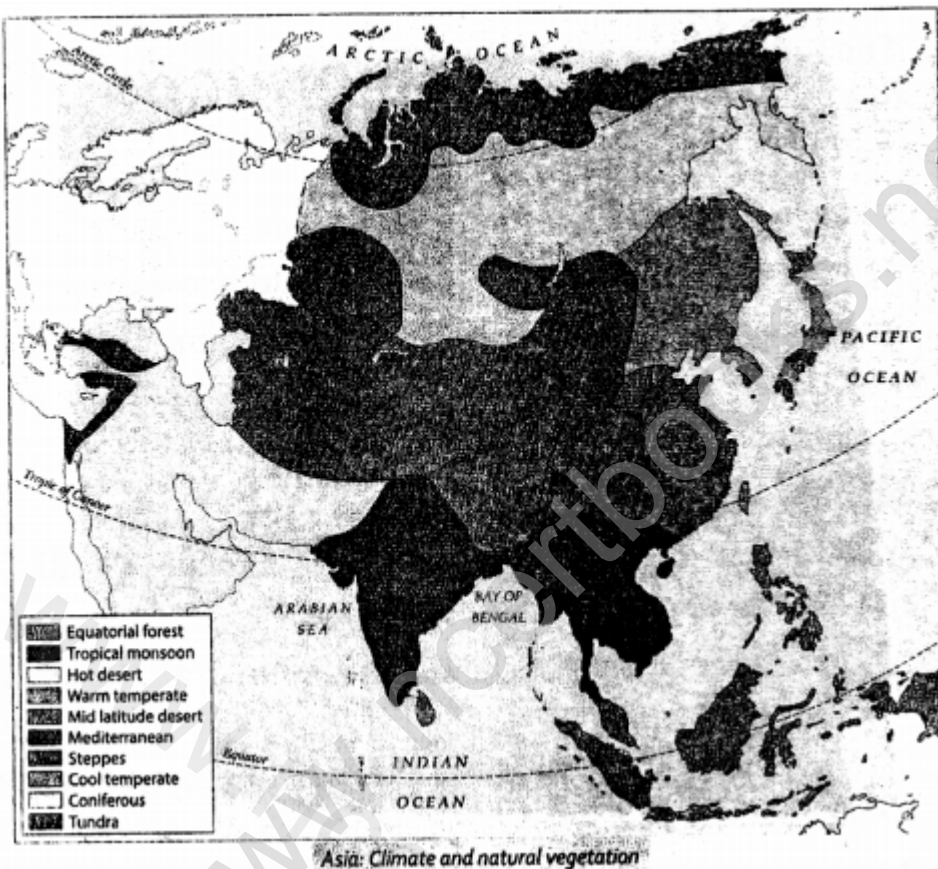 ARCTIC OCEAN
Arctic Circle
PACIFIC
OCEAN
Tropic of Cancer
ARABIAN
SEA
BAY OF
BENGAL
Equatorial forest
Tropical monsoon
Hot desert
Warm temperate
Mid latitude desert
Mediterranean
Steppes
Cool temperate
Coniferous
Tundra
Equator
INDIAN
OCEAN
Asia: Climate and natural vegetation